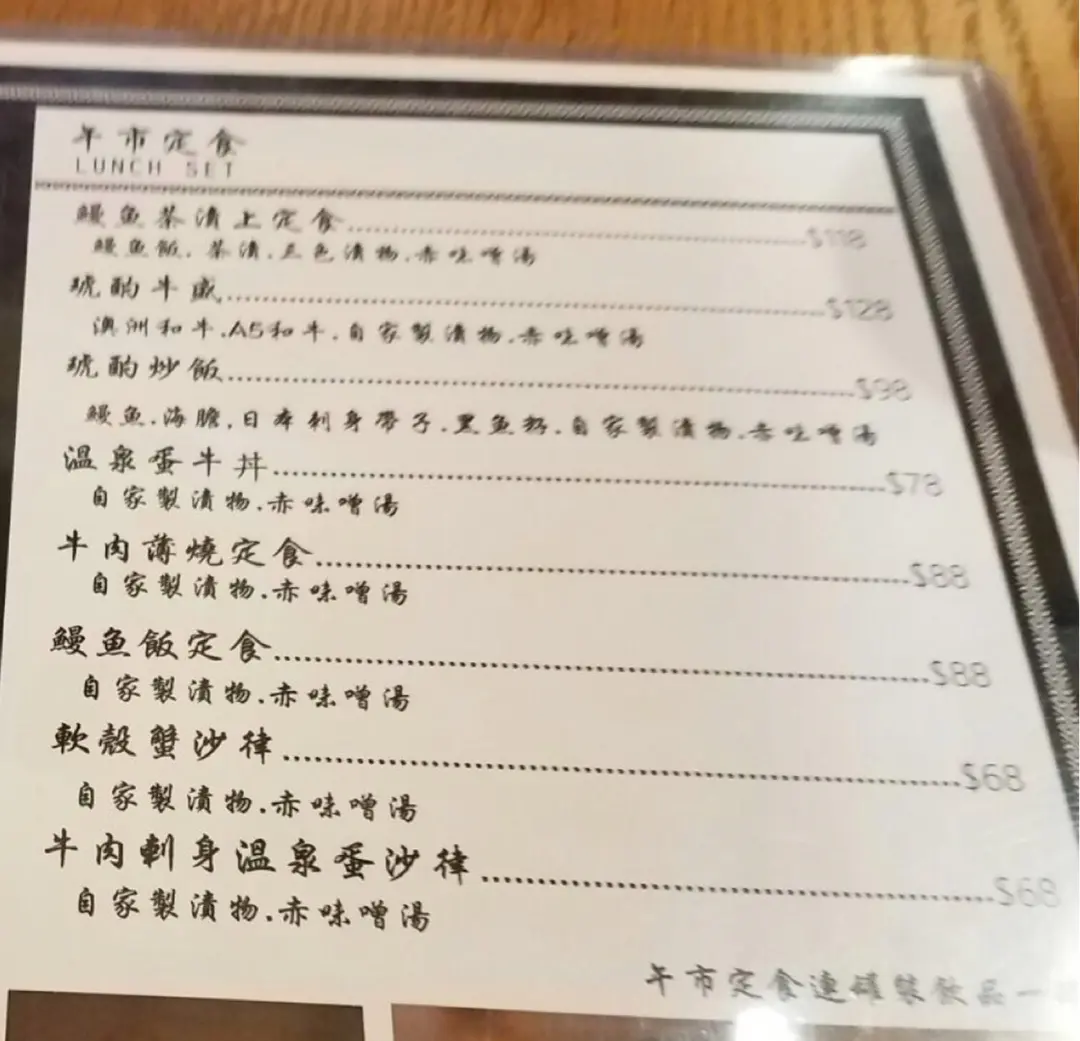 午市定食
LUNCH SET
鰻魚茶漬上定食........................$118
鰻魚飯.茶漬.三色漬物.赤味噌湯
琥酌牛盛........................$128
澳洲和牛.A5和牛.自家製漬物.赤味噌湯
琥酌炒飯........................$98
鰻魚.海膽.日本刺身帶子.黑魚籽.自家製漬物.赤味噌湯
溫泉蛋牛丼........................$78
自家製漬物.赤味噌湯
牛肉薄燒定食........................$88
自家製漬物.赤味噌湯
鰻魚飯定食........................$88
自家製漬物.赤味噌湯
軟殼蟹沙律........................$68
自家製漬物.赤味噌湯
牛肉刺身溫泉蛋沙律........................$68
自家製漬物.赤味噌湯
午市定食連罐裝飲品一